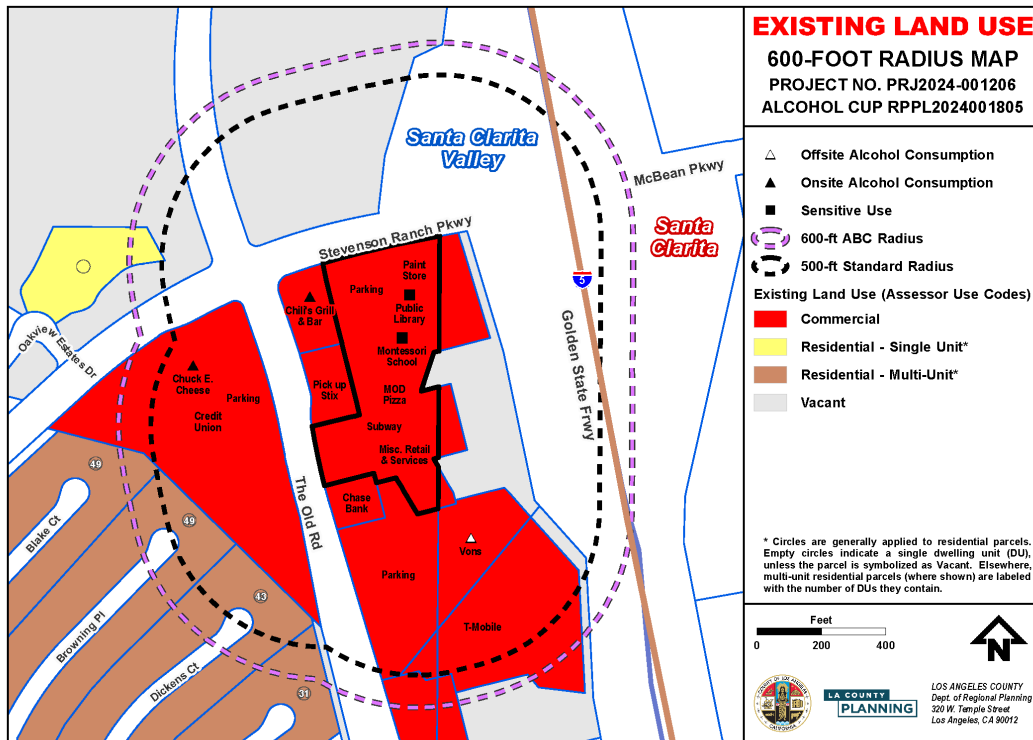 EXISTING LAND USE
600-FOOT RADIUS MAP
PROJECT NO. PRJ2024-001206
ALCOHOL CUP RPPL2024001805
Offsite Alcohol Consumption
Onsite Alcohol Consumption
Sensitive Use
600-ft ABC Radius
500-ft Standard Radius
Existing Land Use (Assessor Use Codes)
Commercial
Residential - Single Unit*
Residential - Multi-Unit*
Vacant
* Circles are generally applied to residential parcels.
Empty circles indicate a single dwelling unit (DU),
unless the parcel is symbolized as Vacant. Elsewhere,
multi-unit residential parcels (where shown) are labeled
with the number of DUs they contain.
Feet
0 200 400
N
LA COUNTY
PLANNING
LOS ANGELES COUNTY
Dept. of Regional Planning
320 W. Temple Street
Los Angeles, CA 90012
Santa Clarita
Valley
McBean Pkwy
Santa
Clarita
Stevenson Ranch Pkwy
5
Golden State Frwy
Paint
Store
Parking
Public
Library
Chili's Grill
& Bar
Montessori
School
Pick up
Stix
MOD
Pizza
Subway
Misc. Retail
& Services
Chase
Bank
Vons
Parking
T-Mobile
The Old Rd
Chuck E.
Cheese
Parking
Credit
Union
Oakview Estates Dr
49
49
43
31
Blake Ct
Browning Pl
Dickens Ct